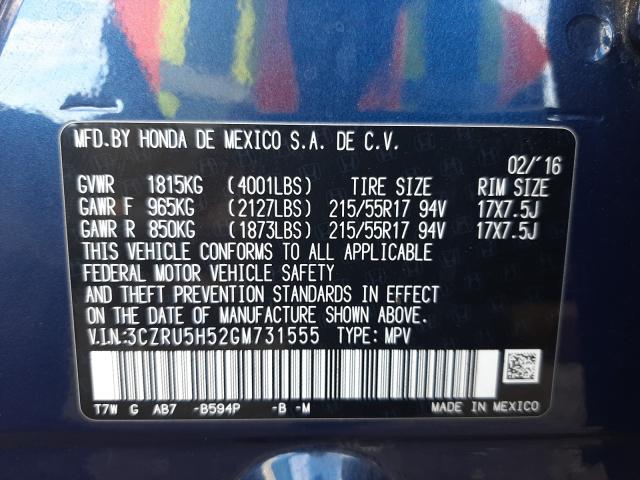 MFD. BY HONDA DE MEXICO S.A. DE C.V.
02/'16
GVWR 1815KG (4001LBS) TIRE SIZE RIM SIZE
GAWR F 965KG (2127LBS) 215/55R17 94V 17X7.5J
GAWR R 850KG (1873LBS) 215/55R17 94V 17X7.5J
THIS VEHICLE CONFORMS TO ALL APPLICABLE
FEDERAL MOTOR VEHICLE SAFETY
AND THEFT PREVENTION STANDARDS IN EFFECT
ON THE DATE OF MANUFACTURE SHOWN ABOVE.
V.I.N.:3CZRU5H52GM731555 TYPE: MPV
T7W G AB7 -B594P -B -M MADE IN MEXICO